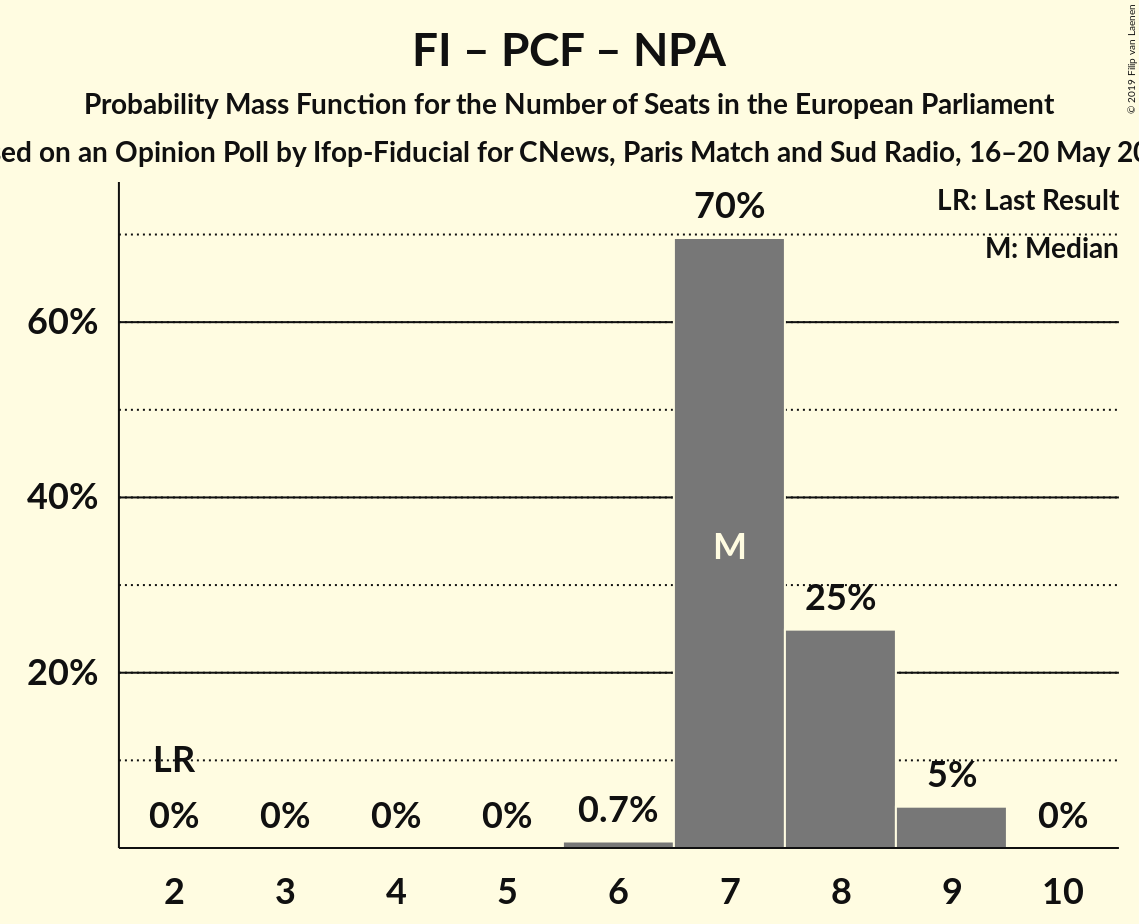 FI – PCF – NPA
Probability Mass Function for the Number of Seats in the European Parliament
on an Opinion Poll by Ifop-Fiducial for CNews, Paris Match and Sud Radio, 16–20 May
© 2019 Filip van Laenen
LR: Last Result
M: Median
70%
60%
40%
M
25%
20%
LR
5%
0%
0%
0%
0%
0.7%
0%
2
3
4
5
6
7
8
9
10